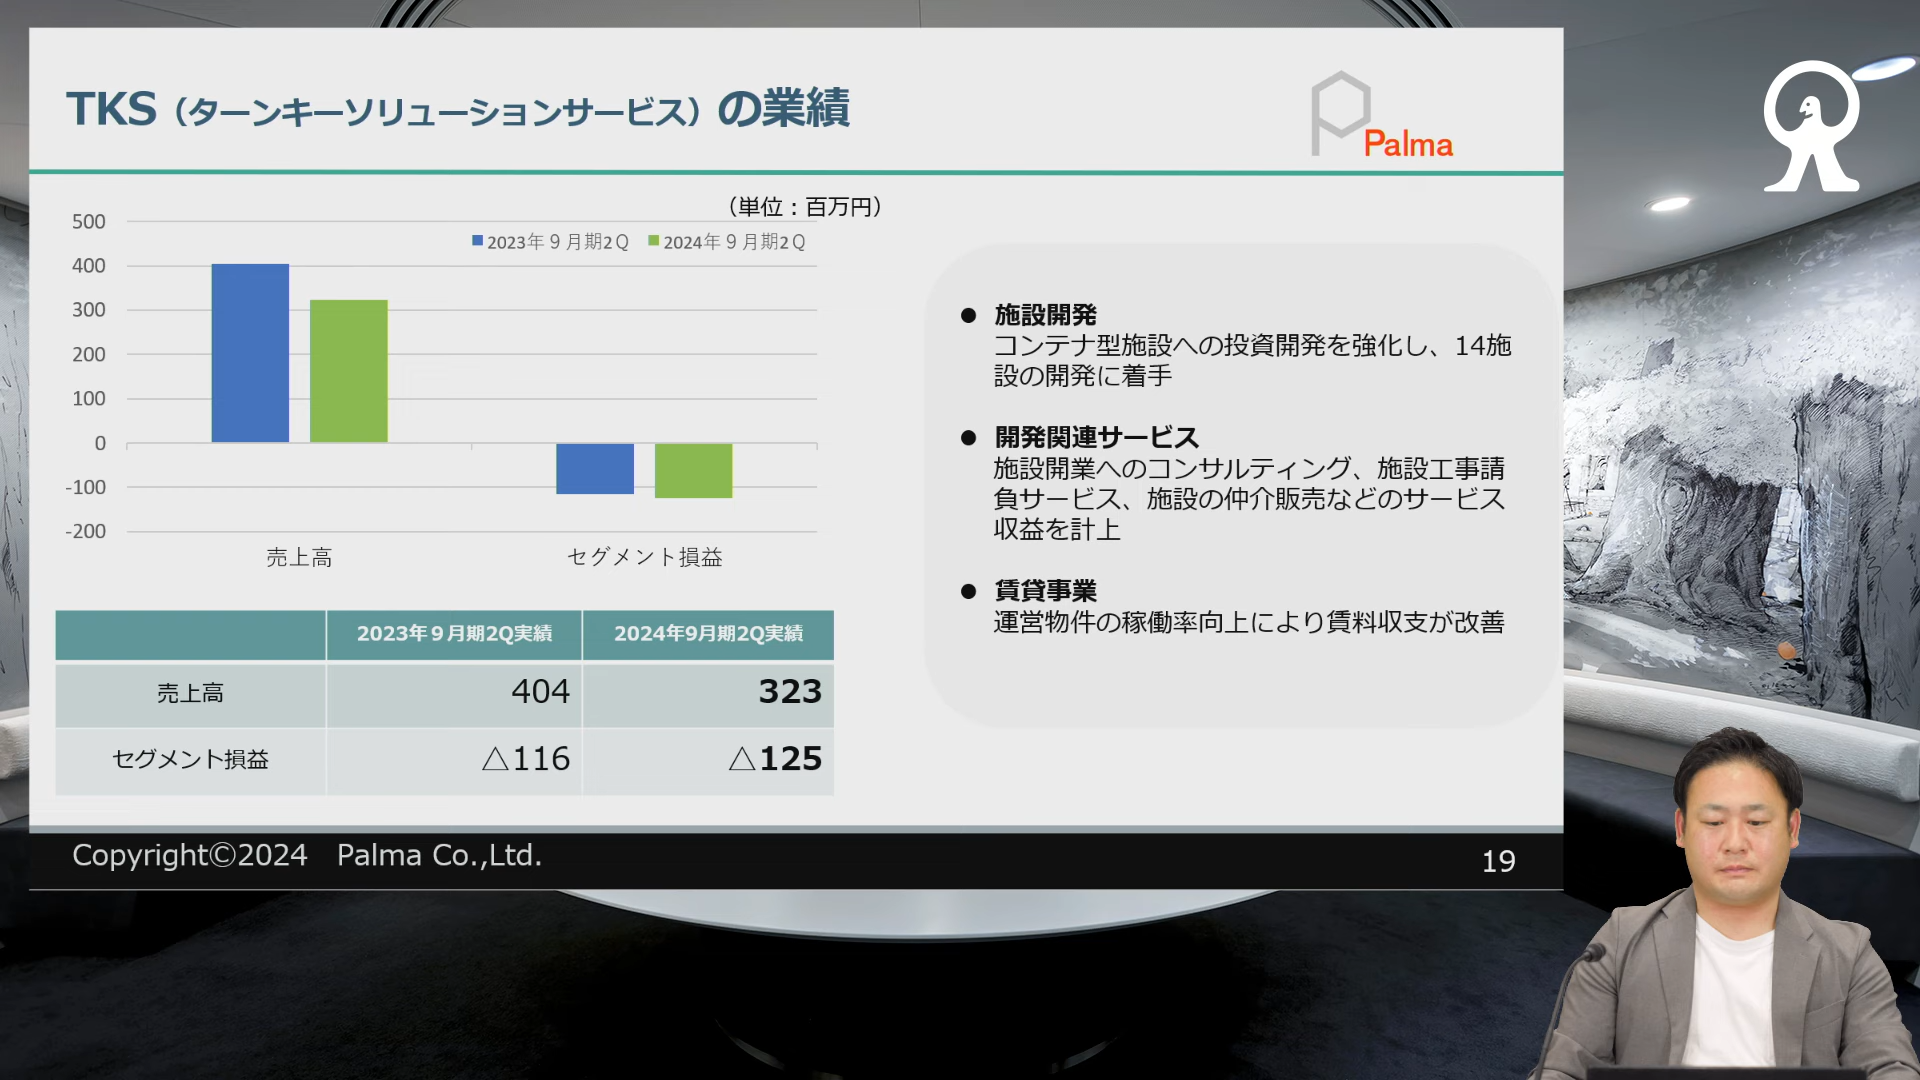 TKS（ターンキーソリューションサービス）の業績
Palma
（単位：百万円）
2023年９月期2Ｑ 2024年９月期2Ｑ
500
400
300
200
100
0
-100
-200
売上高 セグメント損益
2023年９月期2Q実績 2024年9月期2Q実績
売上高 404 323
セグメント損益 △116 △125
● 施設開発
コンテナ型施設への投資開発を強化し、14施
設の開発に着手
● 開発関連サービス
施設開業へのコンサルティング、施設工事請
負サービス、施設の仲介販売などのサービス
収益を計上
● 賃貸事業
運営物件の稼働率向上により賃料収支が改善
Copyright©2024　Palma Co.,Ltd.
19